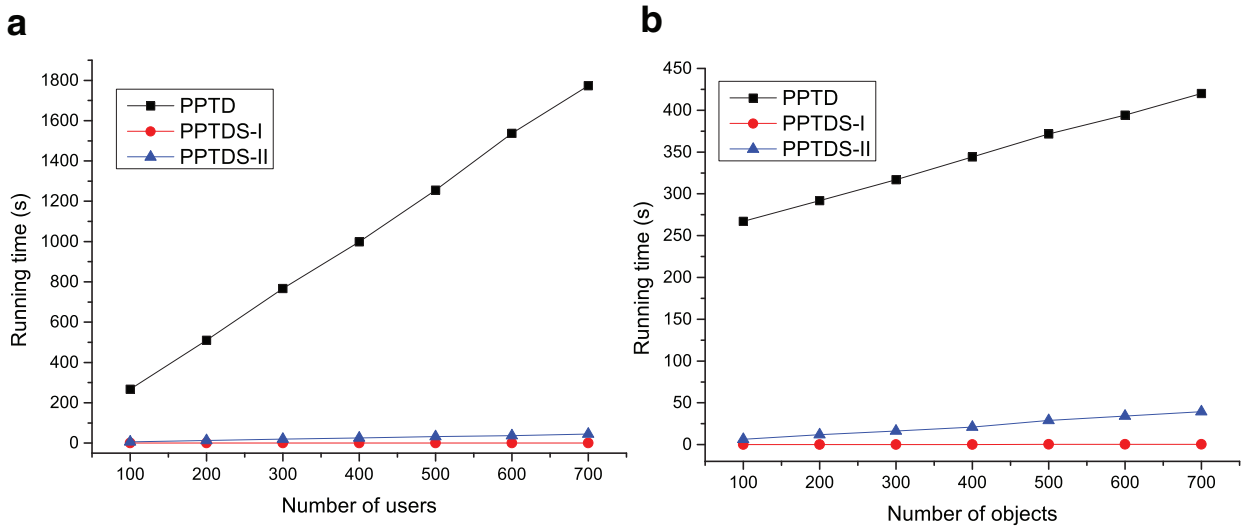 a
1800
1600
1400
1200
1000
800
600
400
200
0
Running time (s)
PPTD
PPTDS-I
PPTDS-II
100 200 300 400 500 600 700
Number of users
b
450
400
350
300
250
200
150
100
50
0
Running time (s)
PPTD
PPTDS-I
PPTDS-II
100 200 300 400 500 600 700
Number of objects